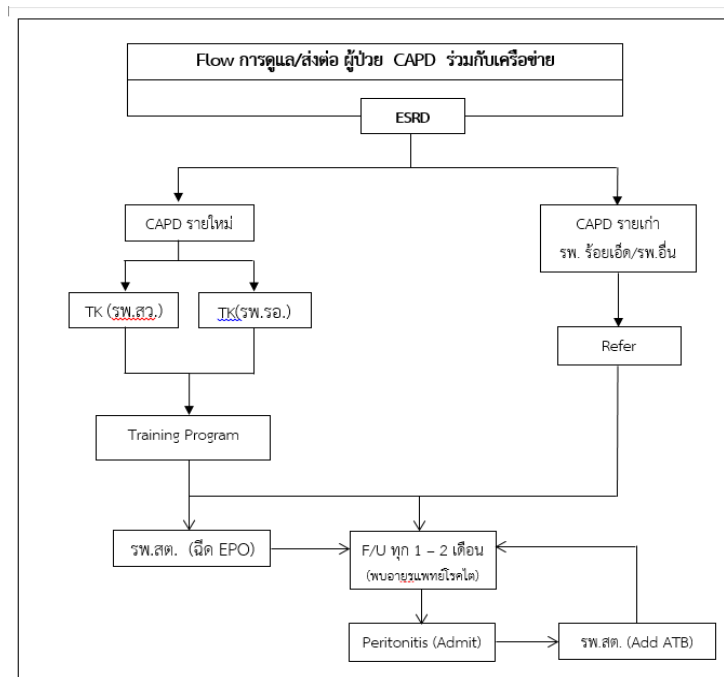 Flow การดูแล/ส่งต่อ ผู้ป่วย CAPD ร่วมกับเครือข่าย
ESRD
CAPD รายใหม่
CAPD รายเก่า
รพ. ร้อยเอ็ด/รพ.อื่น
TK (รพ.สว.)
TK(รพ.รอ.)
Refer
Training Program
รพ.สต. (ฉีด EPO)
F/U ทุก 1 – 2 เดือน
(พบอายุรแพทย์โรคไต)
Peritonitis (Admit)
รพ.สต. (Add ATB)